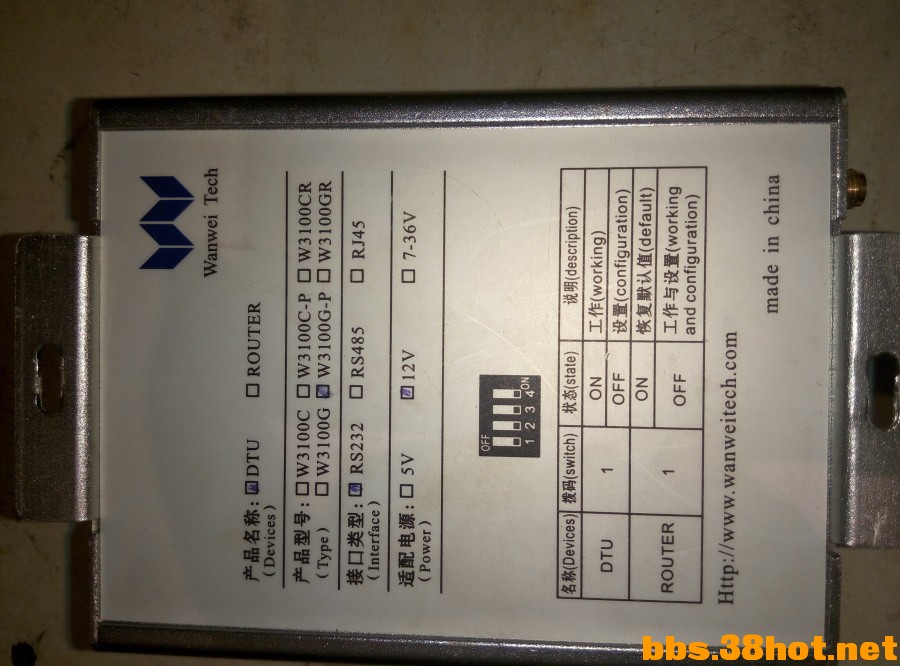 Wanwei Tech
产品名称: DTU ROUTER
(Devices)
产品型号: W3100C W3100C-P W3100CR
(Type) W3100G W3100G-P W3100GR
接口类型: RS232 RS485 RJ45
(Interface)
适配电源: 5V 12V 7-36V
(Power)
OFF
1 2 3 4 ON
名称(Devices) 拨码(switch) 状态(state) 说明(description)
DTU 1 ON 工作(working)
OFF 设置(configuration)
ROUTER 1 ON 恢复默认值(default)
OFF 工作与设置(working
and configuration)
Http://www.wanweitech.com
made in china
bbs.38hot.net